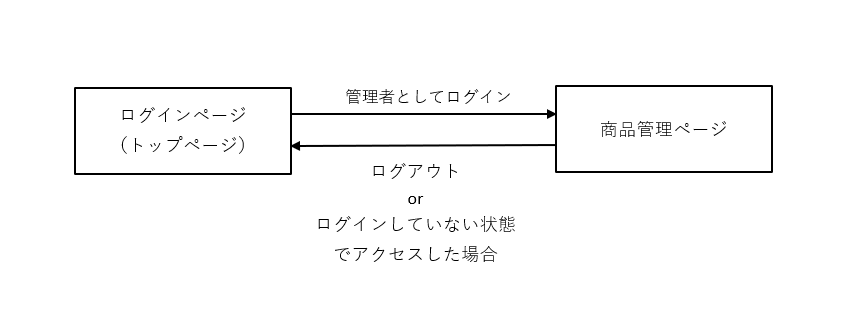 ログインページ
（トップページ）
管理者としてログイン
商品管理ページ
ログアウト
or
ログインしていない状態
でアクセスした場合